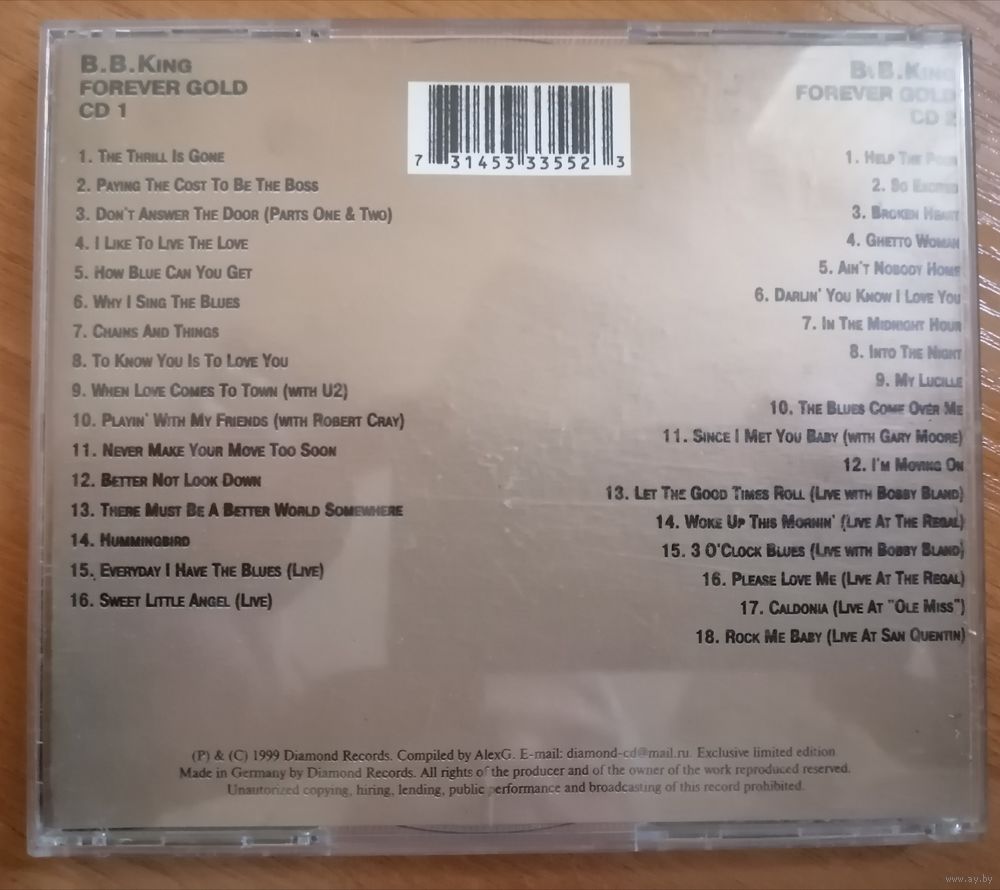 B.B.King
FOREVER GOLD
CD 1
1. The Thrill Is Gone
2. Paying The Cost To Be The Boss
3. Don't Answer The Door (Parts One & Two)
4. I Like To Live The Love
5. How Blue Can You Get
6. Why I Sing The Blues
7. Chains And Things
8. To Know You Is To Love You
9. When Love Comes To Town (with U2)
10. Playin' With My Friends (with Robert Cray)
11. Never Make Your Move Too Soon
12. Better Not Look Down
13. There Must Be A Better World Somewhere
14. Hummingbird
15. Everyday I Have The Blues (Live)
16. Sweet Little Angel (Live)
7 31453 33552 3
B.B.King
FOREVER GOLD
CD 2
1. Help The Poor
2. So Excited
3. Broken Heart
4. Ghetto Woman
5. Ain't Nobody Home
6. Darlin' You Know I Love You
7. In The Midnight Hour
8. Into The Night
9. My Lucille
10. The Blues Come Over Me
11. Since I Met You Baby (with Gary Moore)
12. I'm Moving On
13. Let The Good Times Roll (Live with Bobby Bland)
14. Woke Up This Mornin' (Live At The Regal)
15. 3 O'Clock Blues (Live with Bobby Bland)
16. Please Love Me (Live At The Regal)
17. Caldonia (Live At "Ole Miss")
18. Rock Me Baby (Live At San Quentin)
(P) & (C) 1999 Diamond Records. Compiled by AlexG. E-mail: diamond-cd@mail.ru. Exclusive limited edition
Made in Germany by Diamond Records. All rights of the producer and of the owner of the work reproduced reserved.
Unautorized copying, hiring, lending, public performance and broadcasting of this record prohibited.
www.ay.by